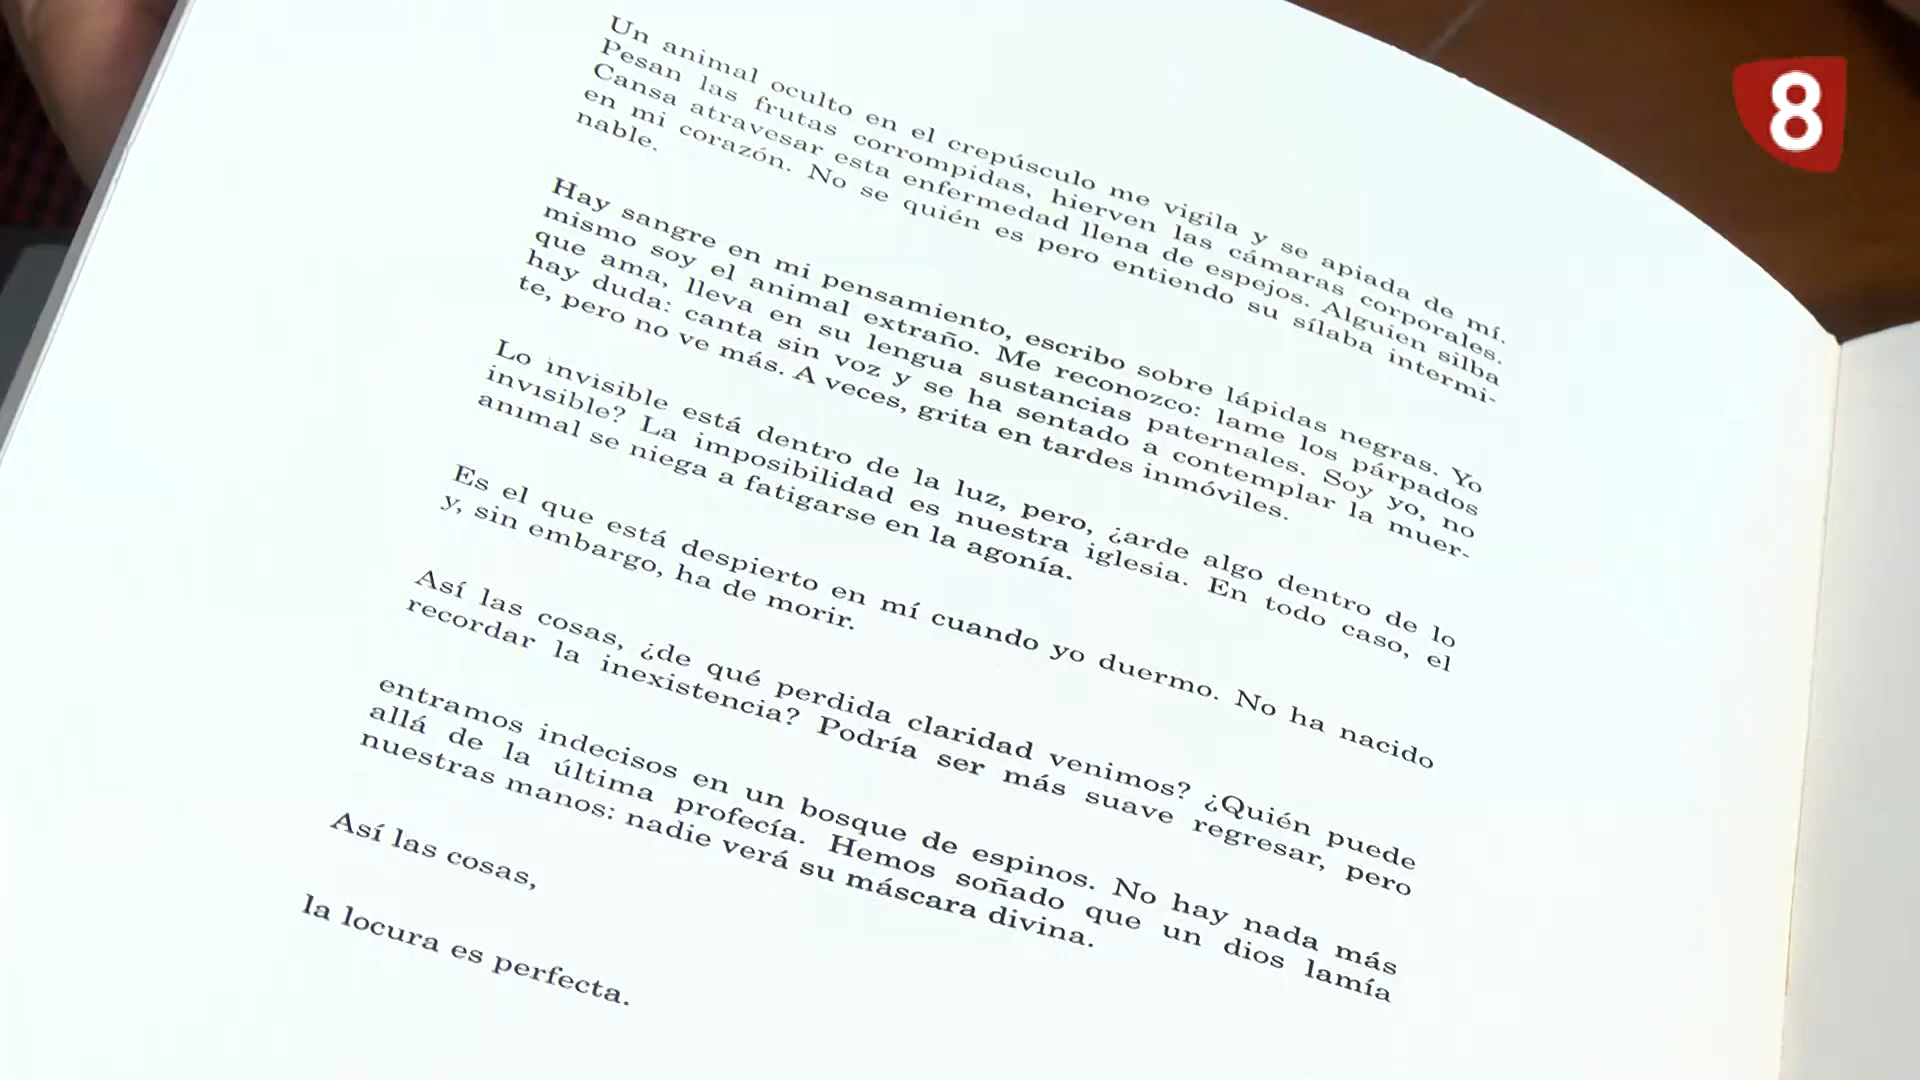 Un animal oculto en el crepúsculo me vigila y se apiada de mí.
Pesan las frutas corrompidas, hierven las cámaras corporales.
Cansa atravesar esta enfermedad llena de espejos. Alguien silba
en mi corazón. No se quién es pero entiendo su sílaba intermi-
nable.
Hay sangre en mi pensamiento, escribo sobre lápidas negras. Yo
mismo soy el animal extraño. Me reconozco: lame los párpados
que ama, lleva en su lengua sustancias paternales. Soy yo, no
hay duda: canta sin voz y se ha sentado a contemplar la muer-
te, pero no ve más. A veces, grita en tardes inmóviles.
Lo invisible está dentro de la luz, pero, ¿arde algo dentro de lo
invisible? La imposibilidad es nuestra iglesia. En todo caso, el
animal se niega a fatigarse en la agonía.
Es el que está despierto en mí cuando yo duermo. No ha nacido
y, sin embargo, ha de morir.
Así las cosas, ¿de qué perdida claridad venimos? ¿Quién puede
recordar la inexistencia? Podría ser más suave regresar, pero
entramos indecisos en un bosque de espinos. No hay nada más
allá de la última profecía. Hemos soñado que un dios lamía
nuestras manos: nadie verá su máscara divina.
Así las cosas,
la locura es perfecta.
8